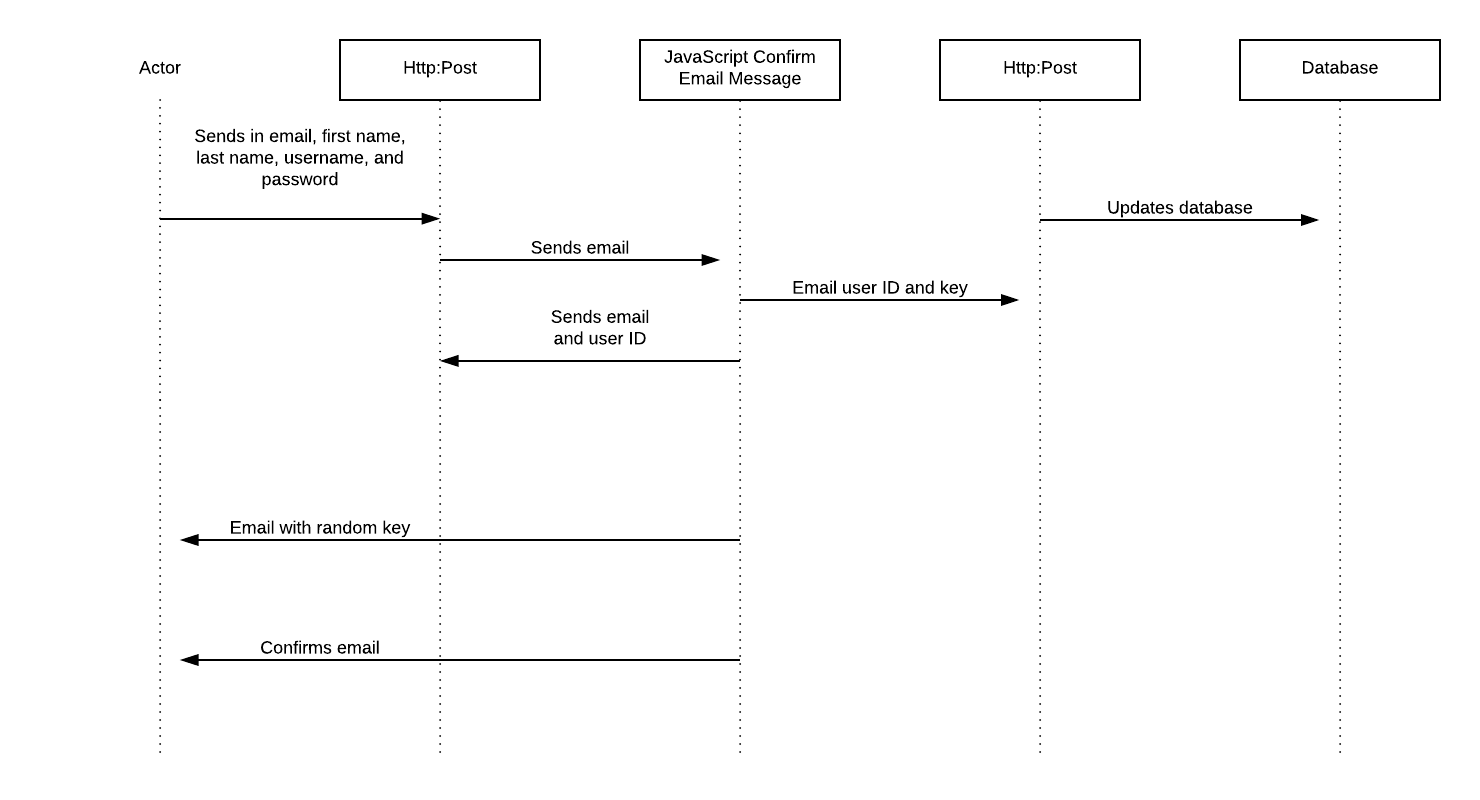 Actor
Http:Post
JavaScript Confirm
Email Message
Http:Post
Database
Sends in email, first name,
last name, username, and
password
Updates database
Sends email
Email user ID and key
Sends email
and user ID
Email with random key
Confirms email